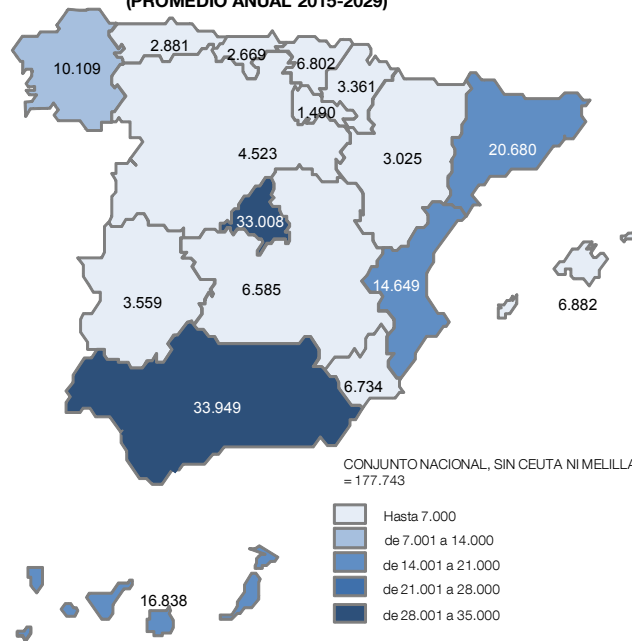 (PROMEDIO ANUAL 2015-2029)
2.881
2.669
6.802
10.109
3.361
1.490
4.523
3.025
20.680
33.008
14.649
3.559
6.585
6.882
6.734
33.949
CONJUNTO NACIONAL, SIN CEUTA NI MELILLA
= 177.743
Hasta 7.000
de 7.001 a 14.000
de 14.001 a 21.000
de 21.001 a 28.000
de 28.001 a 35.000
16.838